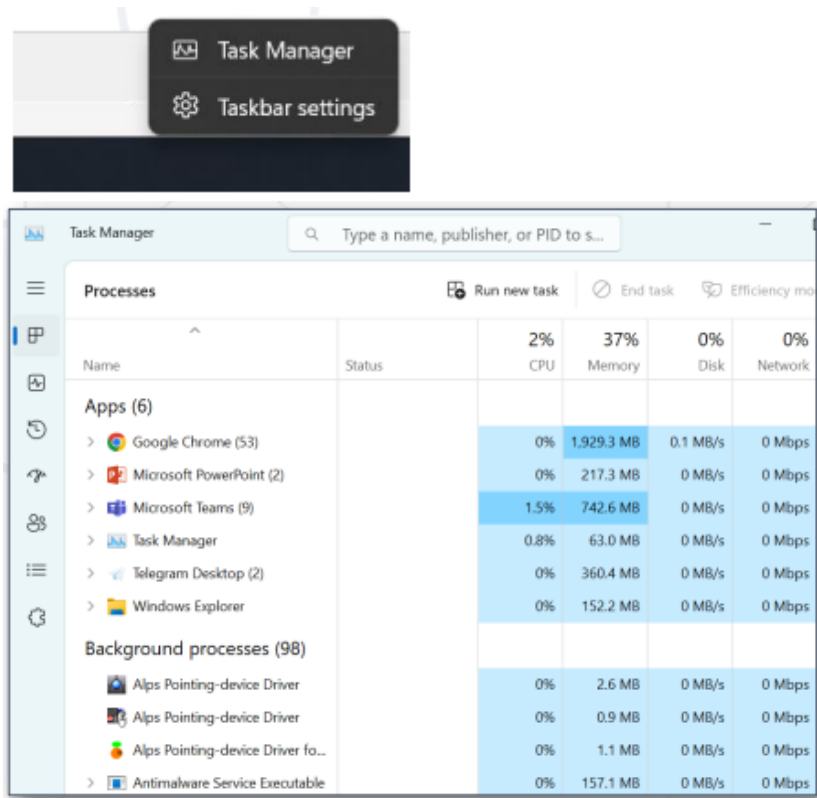 Task Manager
Taskbar settings
Task Manager
Type a name, publisher, or PID to s...
Processes
Run new task
End task
Efficiency mo
2% 37% 0% 0%
Name Status CPU Memory Disk Network
Apps (6)
Google Chrome (53) 0% 1,929.3 MB 0.1 MB/s 0 Mbps
Microsoft PowerPoint (2) 0% 217.3 MB 0 MB/s 0 Mbps
Microsoft Teams (9) 1.5% 742.6 MB 0 MB/s 0 Mbps
Task Manager 0.8% 63.0 MB 0 MB/s 0 Mbps
Telegram Desktop (2) 0% 360.4 MB 0 MB/s 0 Mbps
Windows Explorer 0% 152.2 MB 0 MB/s 0 Mbps
Background processes (98)
Alps Pointing-device Driver 0% 2.6 MB 0 MB/s 0 Mbps
Alps Pointing-device Driver 0% 0.9 MB 0 MB/s 0 Mbps
Alps Pointing-device Driver fo... 0% 1.1 MB 0 MB/s 0 Mbps
Antimalware Service Executable 0% 157.1 MB 0 MB/s 0 Mbps